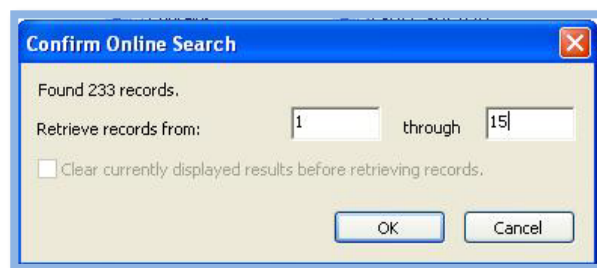 Confirm Online Search
Found 233 records.
Retrieve records from: 1 through 15
Clear currently displayed results before retrieving records.
OK Cancel